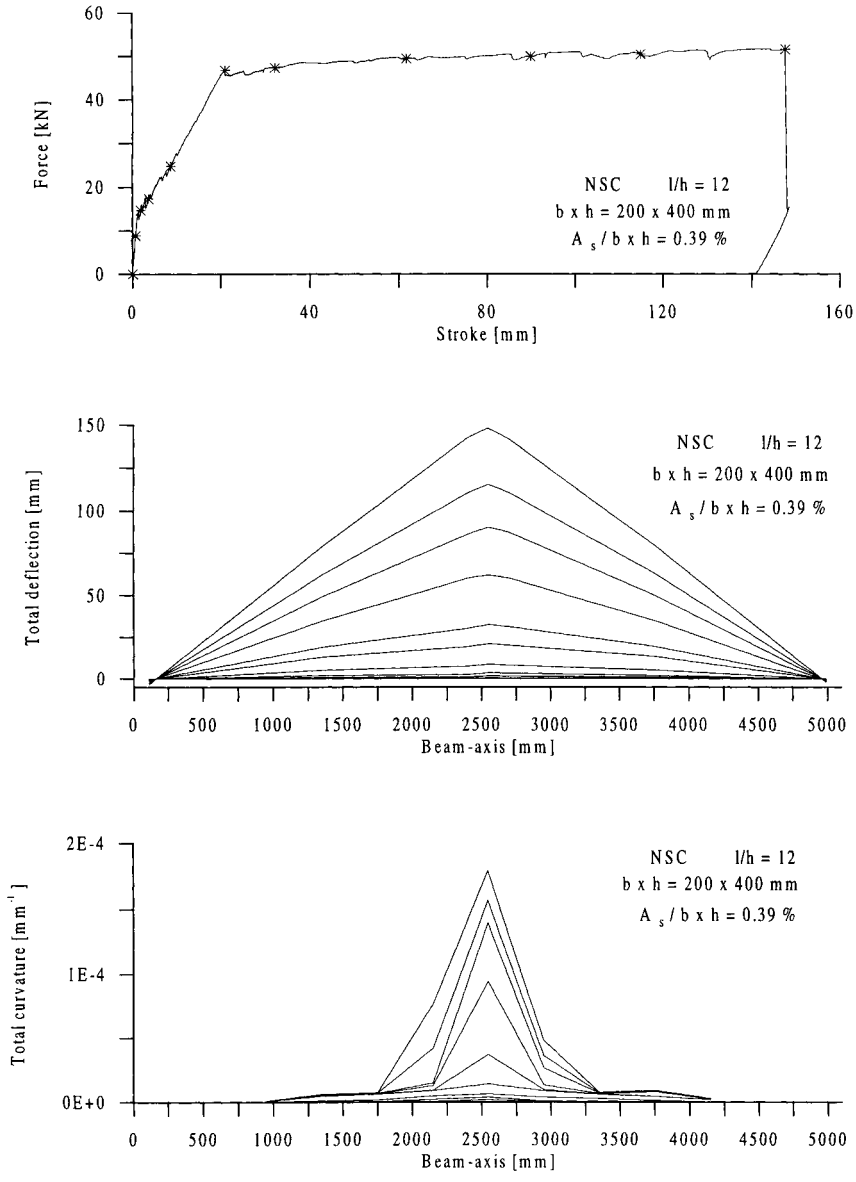 60
40
20
0
Force [kN]
NSC l/h = 12
b x h = 200 x 400 mm
A s / b x h = 0.39 %
0 40 80 120 160
Stroke [mm]
150
100
50
0
Total deflection [mm]
NSC l/h = 12
b x h = 200 x 400 mm
A s / b x h = 0.39 %
0 500 1000 1500 2000 2500 3000 3500 4000 4500 5000
Beam-axis [mm]
2E-4
1E-4
0E+0
Total curvature [mm⁻¹]
NSC l/h = 12
b x h = 200 x 400 mm
A s / b x h = 0.39 %
0 500 1000 1500 2000 2500 3000 3500 4000 4500 5000
Beam-axis [mm]